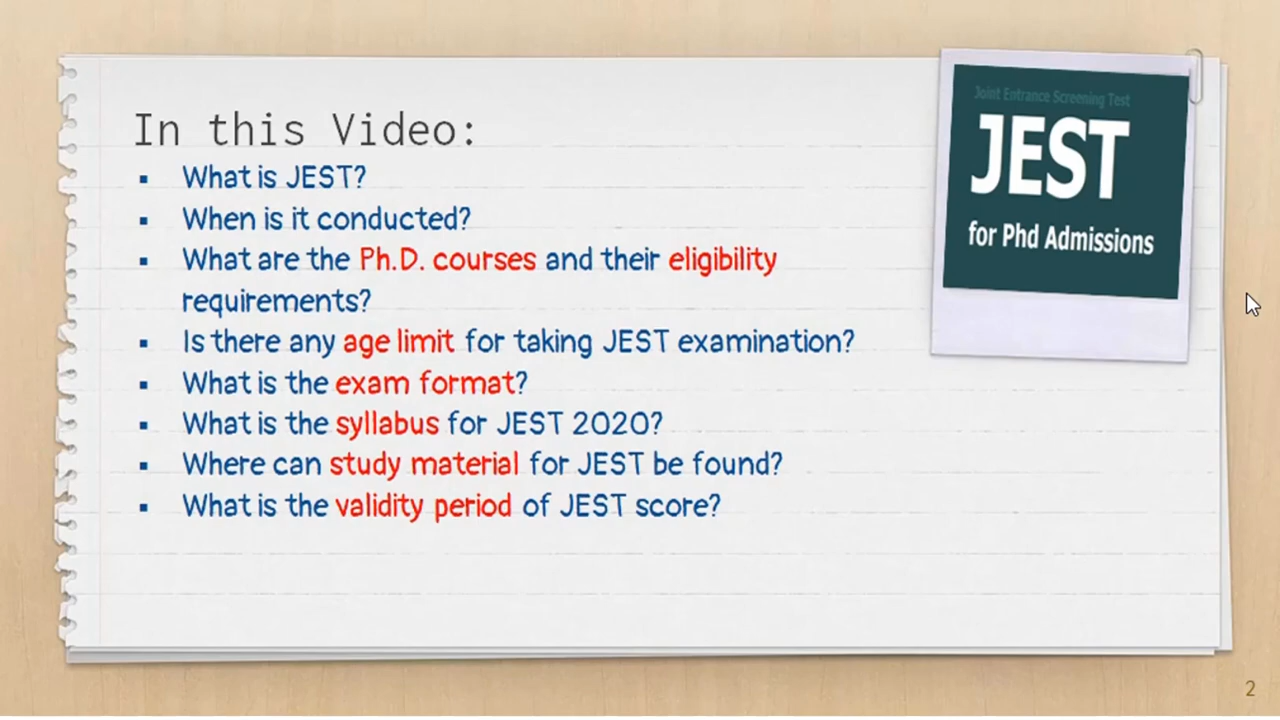 In this Video:
▪ What is JEST?
▪ When is it conducted?
▪ What are the Ph.D. courses and their eligibility
requirements?
▪ Is there any age limit for taking JEST examination?
▪ What is the exam format?
▪ What is the syllabus for JEST 2020?
▪ Where can study material for JEST be found?
▪ What is the validity period of JEST score?
Joint Entrance Screening Test
JEST
for Phd Admissions
2